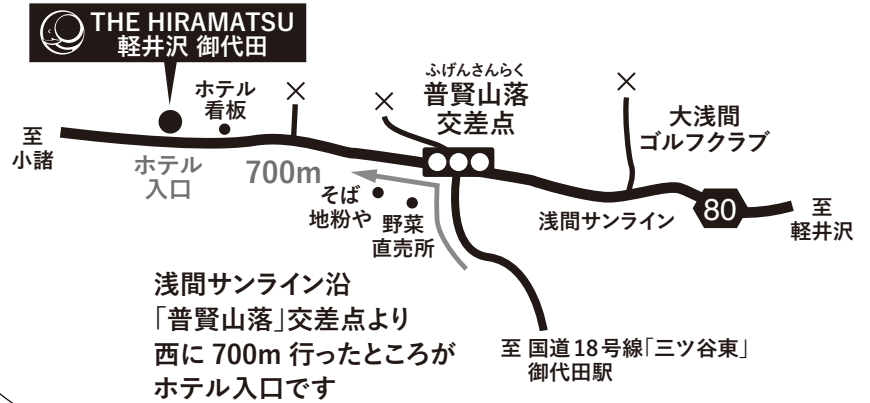 THE HIRAMATSU
軽井沢 御代田
ホテル
看板
ふげんさんらく
普賢山落
交差点
大浅間
ゴルフクラブ
至
小諸
ホテル
入口
700m
そば
地粉や
野菜
直売所
浅間サンライン
80
至
軽井沢
浅間サンライン沿
「普賢山落」交差点より
西に 700m 行ったところが
ホテル入口です
至 国道18号線「三ツ谷東」
御代田駅